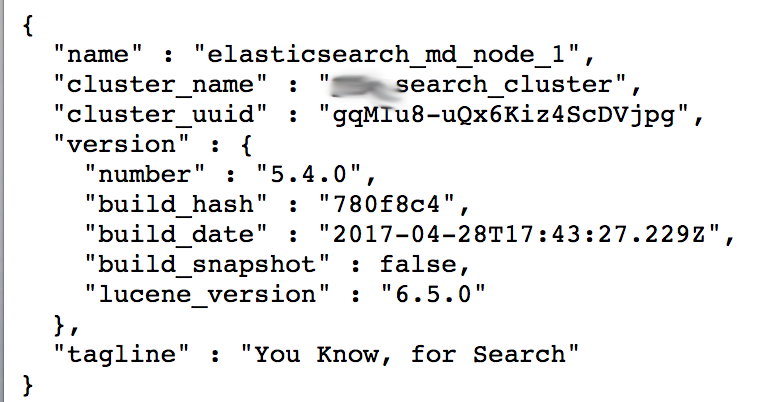 {
"name" : "elasticsearch_md_node_1",
"cluster_name" : " search_cluster",
"cluster_uuid" : "gqMIu8-uQx6Kiz4ScDVjpg",
"version" : {
"number" : "5.4.0",
"build_hash" : "780f8c4",
"build_date" : "2017-04-28T17:43:27.229Z",
"build_snapshot" : false,
"lucene_version" : "6.5.0"
},
"tagline" : "You Know, for Search"
}